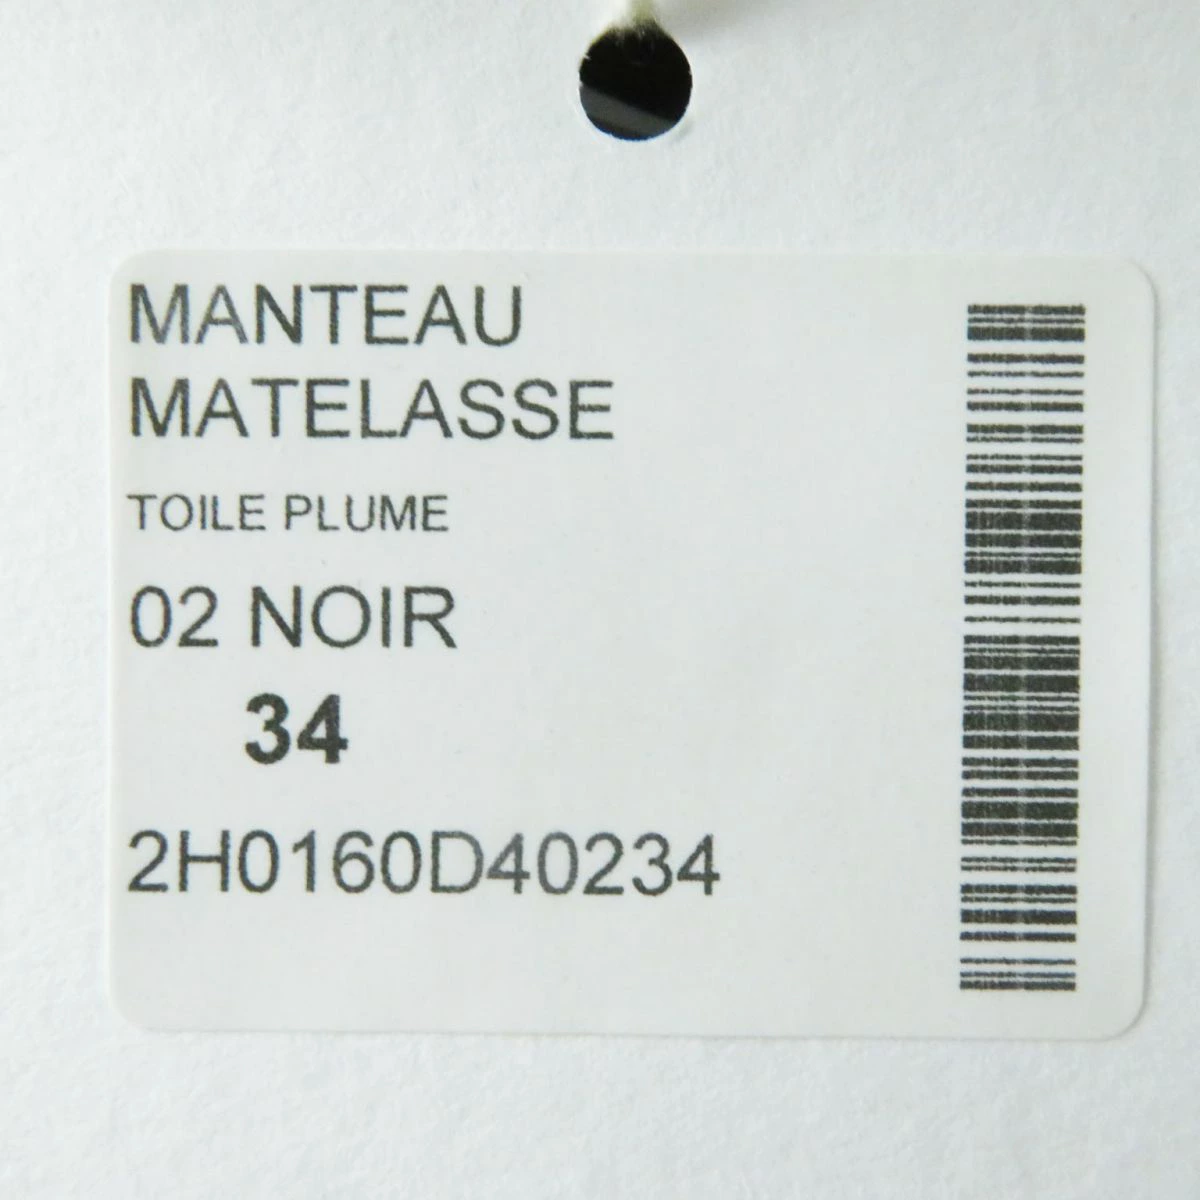 MANTEAU
MATELASSE
TOILE PLUME
02 NOIR
34
2H0160D40234